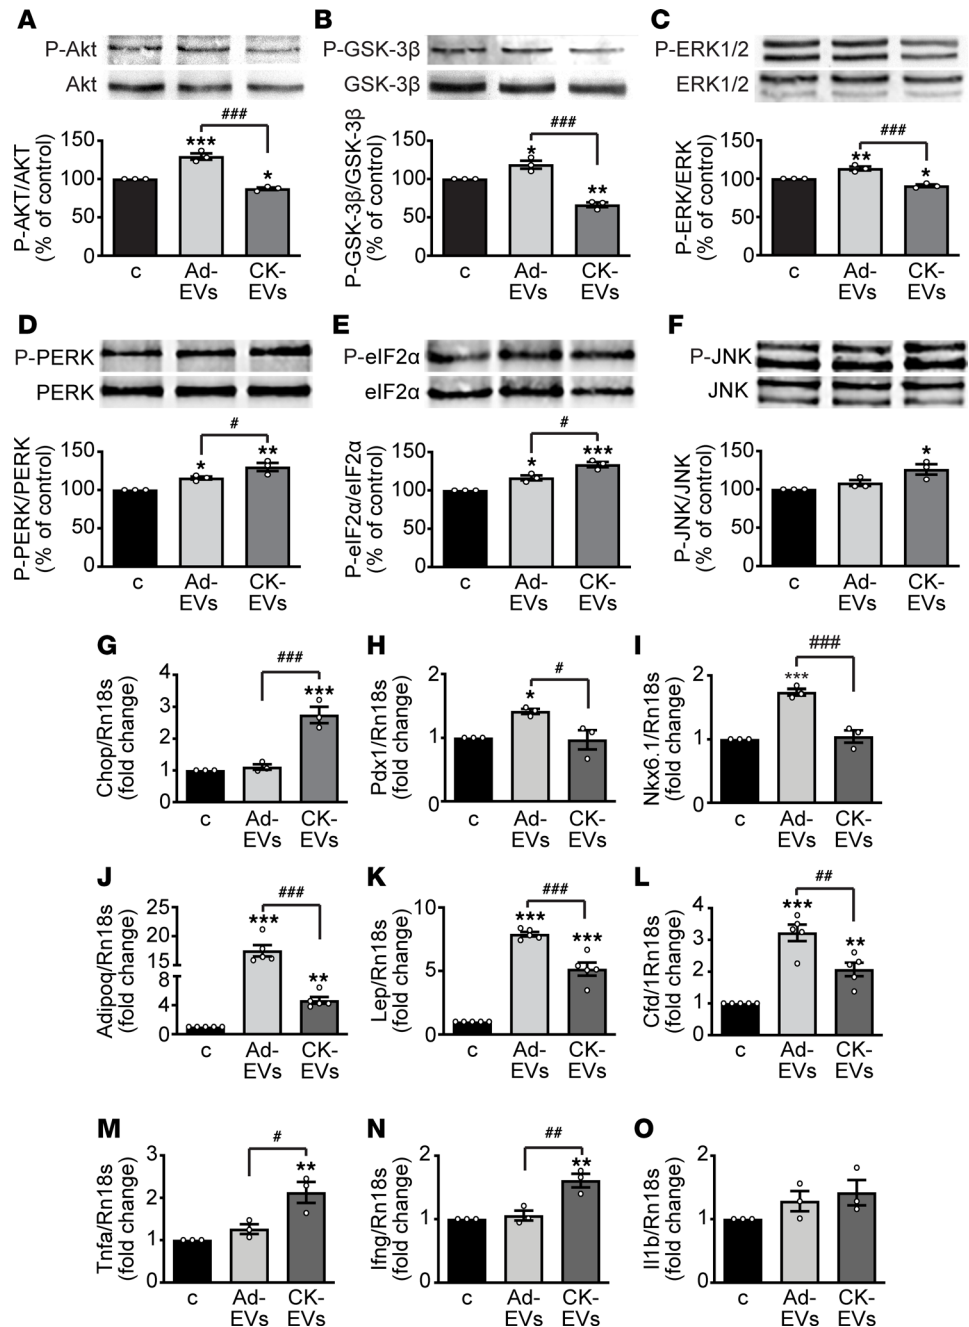 A
P-Akt
Akt
###
***
*
150
100
50
0
P-AKT/AKT
(% of control)
c
Ad-
EVs
CK-
EVs
B
P-GSK-3β
GSK-3β
###
*
**
150
100
50
0
P-GSK-3β/GSK-3β
(% of control)
c
Ad-
EVs
CK-
EVs
C
P-ERK1/2
ERK1/2
###
**
*
150
100
50
0
P-ERK/ERK
(% of control)
c
Ad-
EVs
CK-
EVs
D
P-PERK
PERK
#
*
**
150
100
50
0
P-PERK/PERK
(% of control)
c
Ad-
EVs
CK-
EVs
E
P-eIF2α
eIF2α
#
*
***
150
100
50
0
P-eIF2α/eIF2α
(% of control)
c
Ad-
EVs
CK-
EVs
F
P-JNK
JNK
*
150
100
50
0
P-JNK/JNK
(% of control)
c
Ad-
EVs
CK-
EVs
G
###
***
4
3
2
1
0
Chop/Rn18s
(fold change)
c
Ad-
EVs
CK-
EVs
H
#
*
2
1
0
Pdx1/Rn18s
(fold change)
c
Ad-
EVs
CK-
EVs
I
###
***
2
1
0
Nkx6.1/Rn18s
(fold change)
c
Ad-
EVs
CK-
EVs
J
###
***
**
25
20
15
8
4
0
Adipoq/Rn18s
(fold change)
c
Ad-
EVs
CK-
EVs
K
###
***
***
10
5
0
Lep/Rn18s
(fold change)
c
Ad-
EVs
CK-
EVs
L
##
***
**
4
3
2
1
0
Cfd/1Rn18s
(fold change)
c
Ad-
EVs
CK-
EVs
M
#
**
3
2
1
0
Tnfa/Rn18s
(fold change)
c
Ad-
EVs
CK-
EVs
N
##
**
2
1
0
Ifng/Rn18s
(fold change)
c
Ad-
EVs
CK-
EVs
O
2
1
0
Il1b/Rn18s
(fold change)
c
Ad-
EVs
CK-
EVs